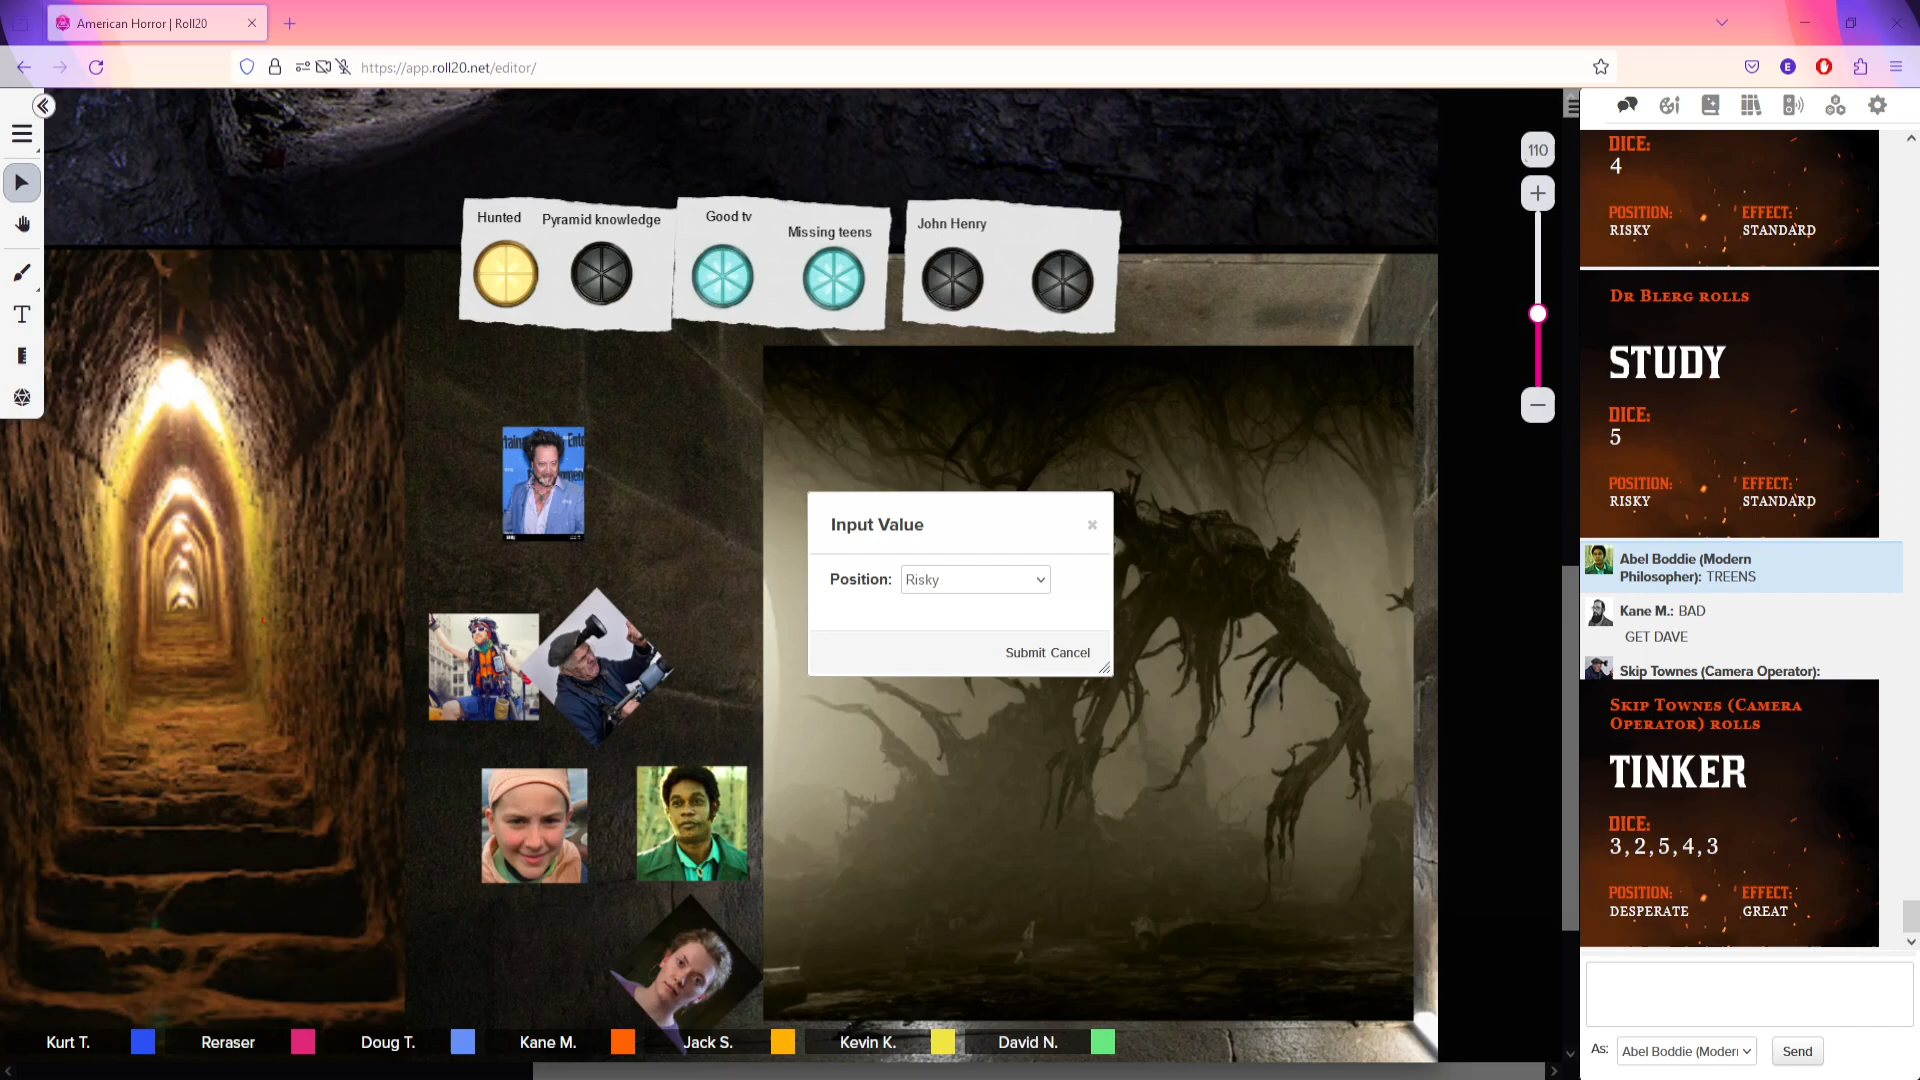 American Horror | Roll20
https://app.roll20.net/editor/
Hunted
Pyramid knowledge
Good tv
Missing teens
John Henry
110
Input Value
Position: Risky
Submit Cancel
Kurt T.
Reraser
Doug T.
Kane M.
Jack S.
Kevin K.
David N.
DICE:
4
POSITION: EFFECT:
RISKY STANDARD
Dr Blerg rolls
STUDY
DICE:
5
POSITION: EFFECT:
RISKY STANDARD
Abel Boddie (Modern
Philosopher): TREENS
Kane M.: BAD
GET DAVE
Skip Townes (Camera Operator):
Skip Townes (Camera
Operator) rolls
TINKER
DICE:
3, 2, 5, 4, 3
POSITION: EFFECT:
DESPERATE GREAT
As: Abel Boddie (Moder
Send